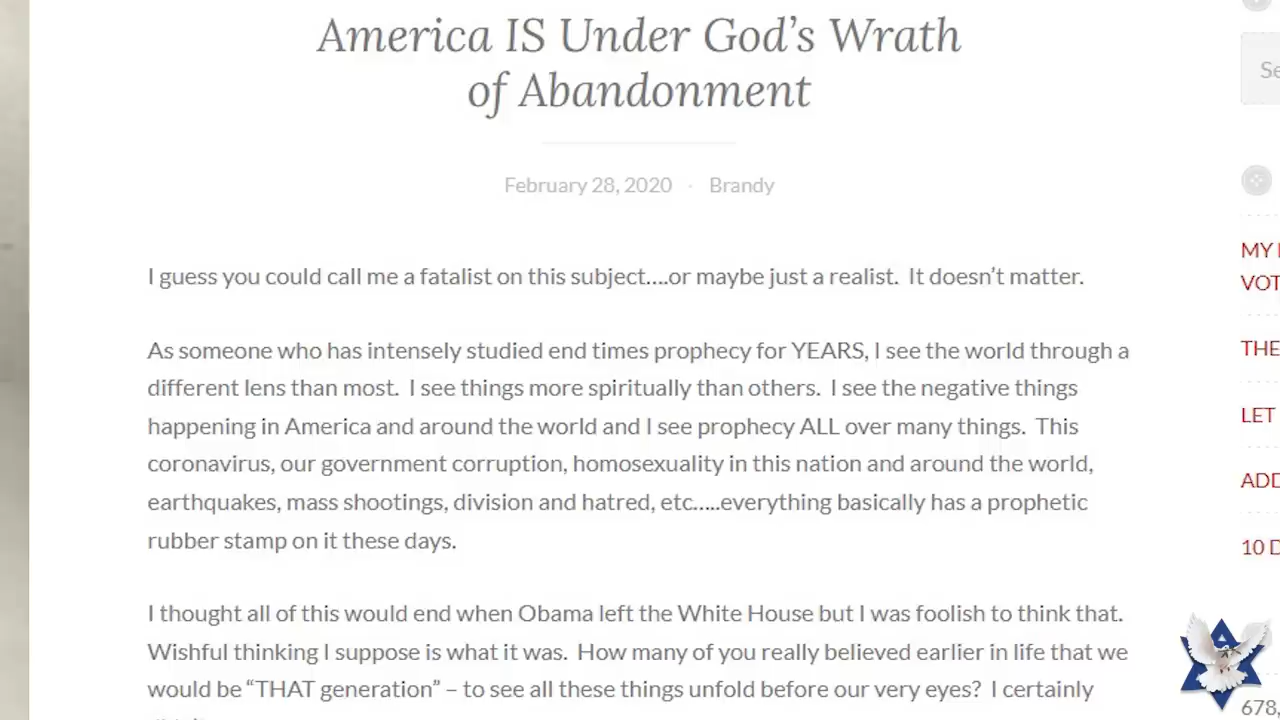 America IS Under God's Wrath
of Abandonment
February 28, 2020 · Brandy
I guess you could call me a fatalist on this subject....or maybe just a realist.  It doesn't matter.
As someone who has intensely studied end times prophecy for YEARS, I see the world through a
different lens than most.  I see things more spiritually than others.  I see the negative things
happening in America and around the world and I see prophecy ALL over many things.  This
coronavirus, our government corruption, homosexuality in this nation and around the world,
earthquakes, mass shootings, division and hatred, etc.....everything basically has a prophetic
rubber stamp on it these days.
I thought all of this would end when Obama left the White House but I was foolish to think that.
Wishful thinking I suppose is what it was.  How many of you really believed earlier in life that we
would be “THAT generation” – to see all these things unfold before our very eyes?  I certainly
Se
MY
VOT
THE
LET
ADD
10 D
678,